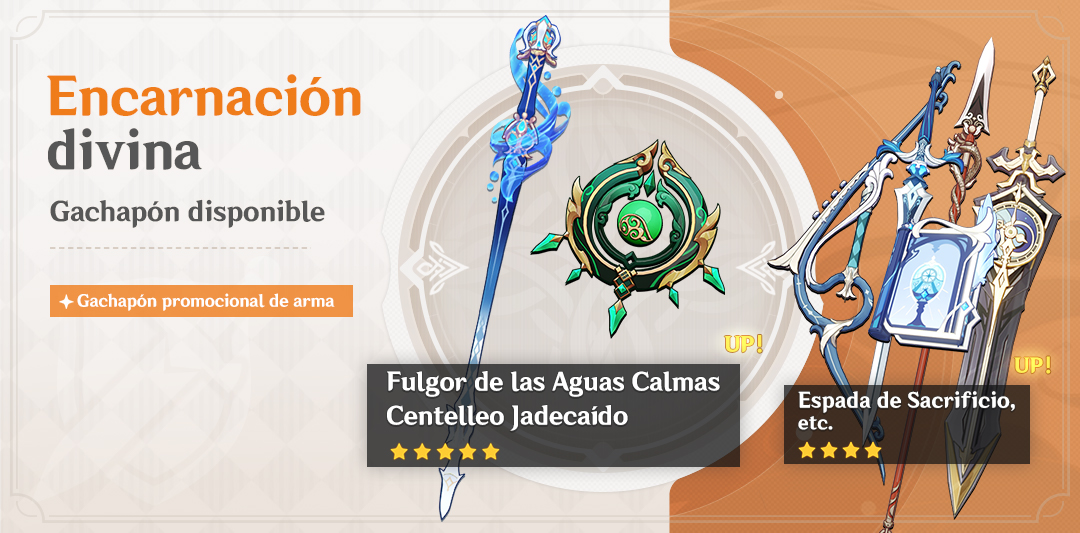 Encarnación
divina
Gachapón disponible
Gachapón promocional de arma
UP!
Fulgor de las Aguas Calmas
Centelleo Jadecaído
UP!
Espada de Sacrificio,
etc.